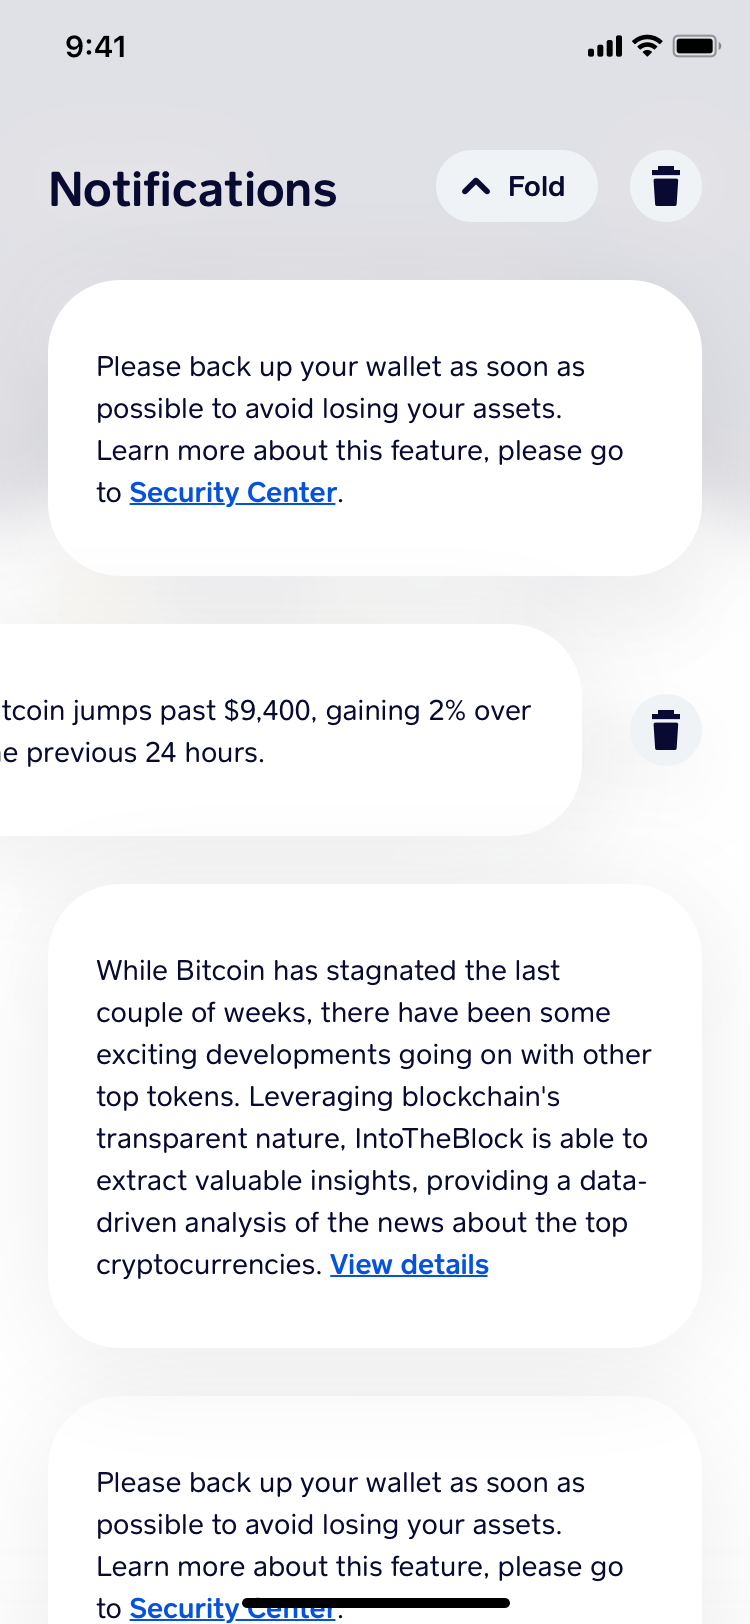 9:41
Notifications
Fold
Please back up your wallet as soon as
possible to avoid losing your assets.
Learn more about this feature, please go
to Security Center.
tcoin jumps past $9,400, gaining 2% over
e previous 24 hours.
While Bitcoin has stagnated the last
couple of weeks, there have been some
exciting developments going on with other
top tokens. Leveraging blockchain's
transparent nature, IntoTheBlock is able to
extract valuable insights, providing a data-
driven analysis of the news about the top
cryptocurrencies. View details
Please back up your wallet as soon as
possible to avoid losing your assets.
Learn more about this feature, please go
to Security Center.